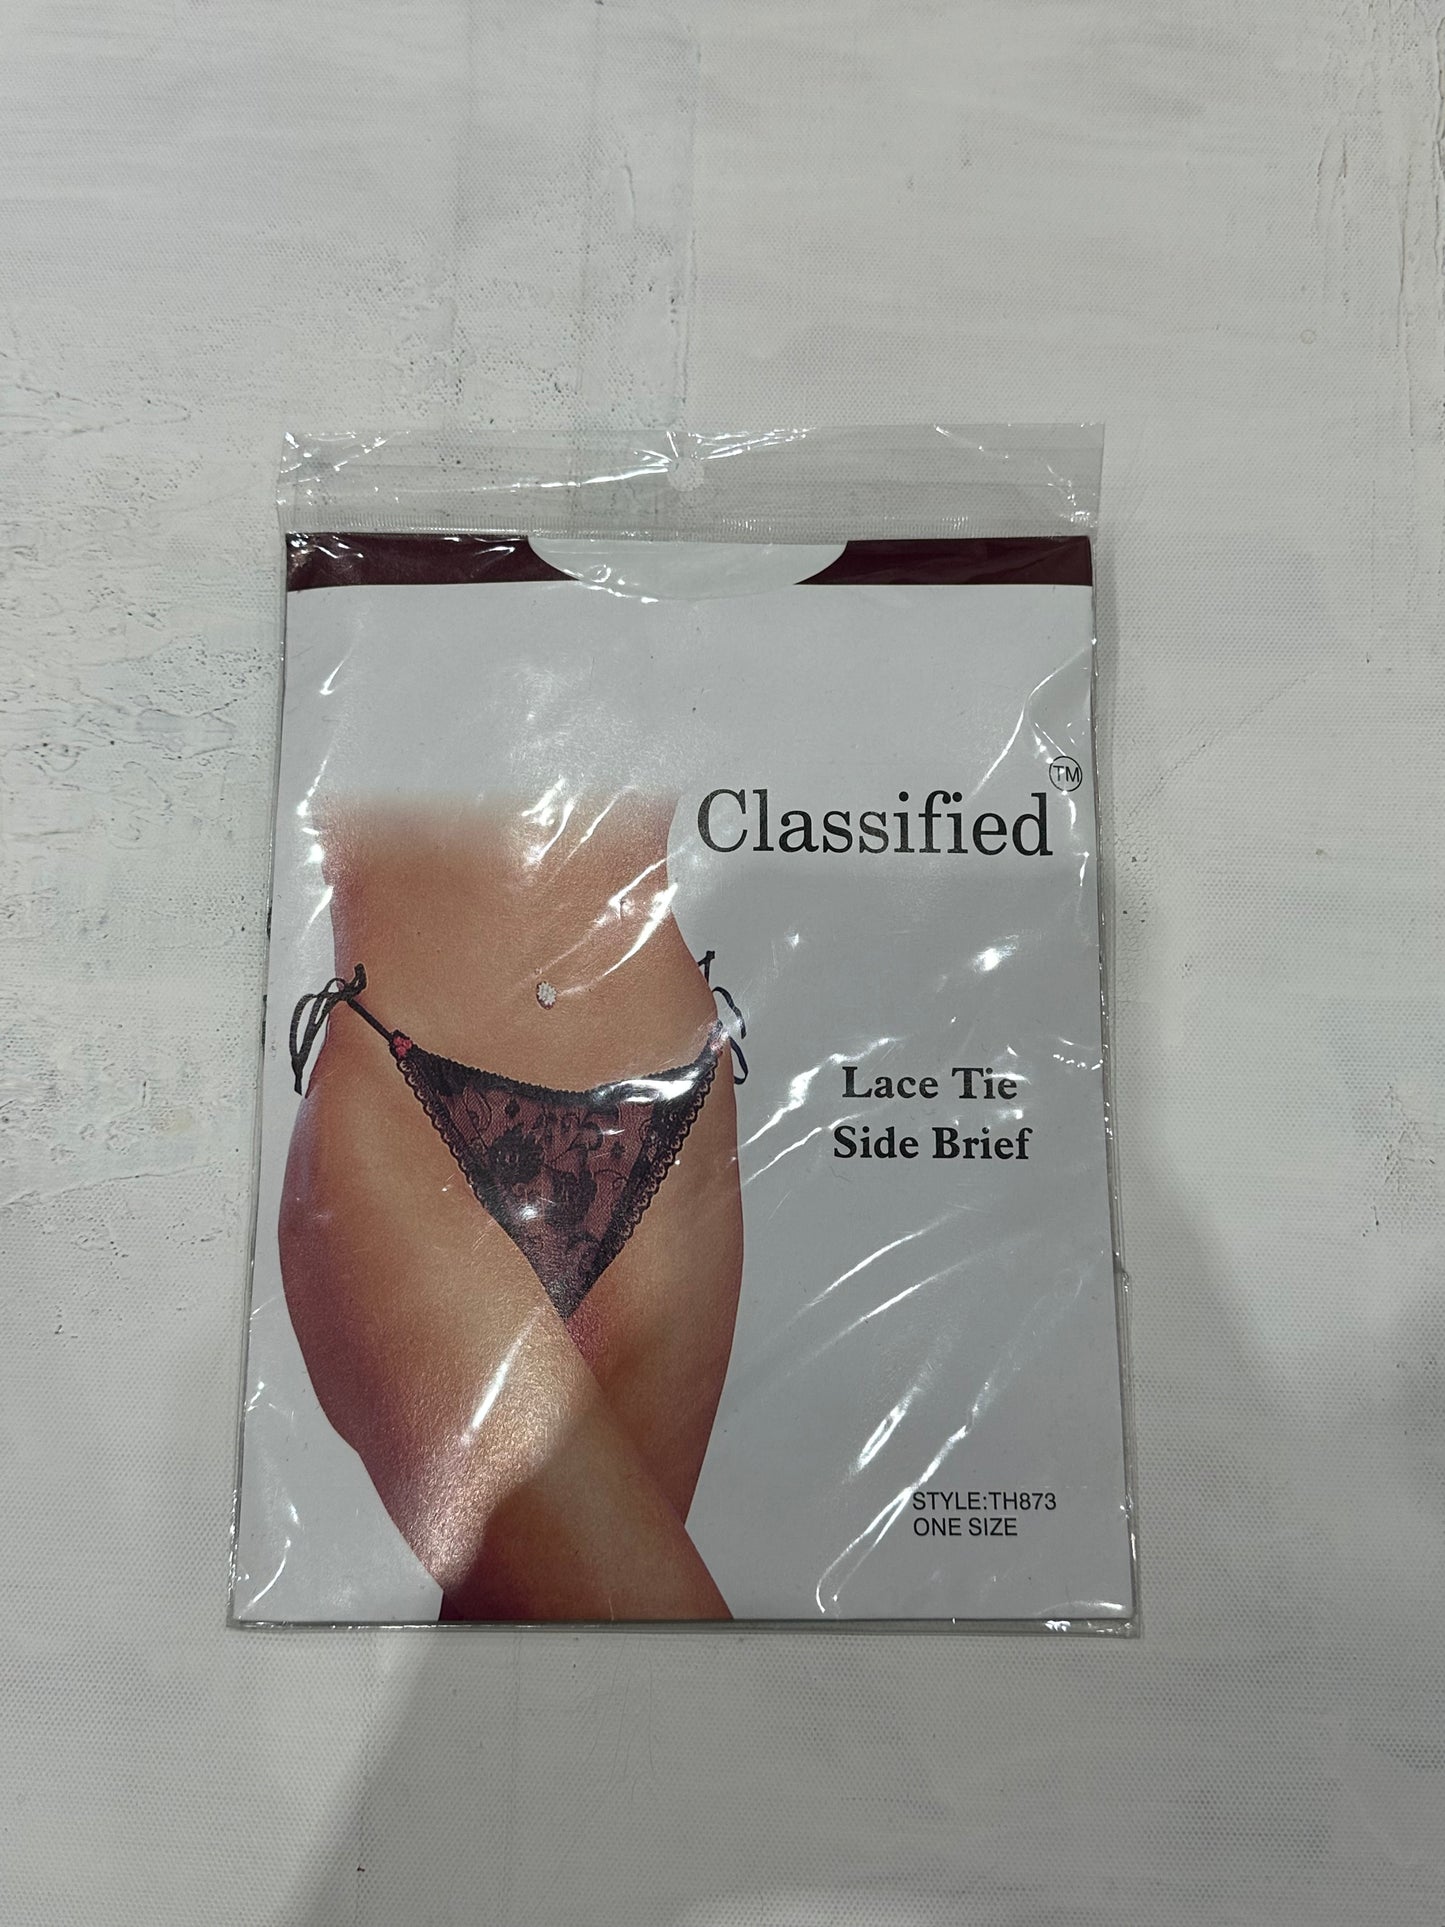 Classified
TM
Lace Tie
Side Brief
STYLE:TH873
ONE SIZE